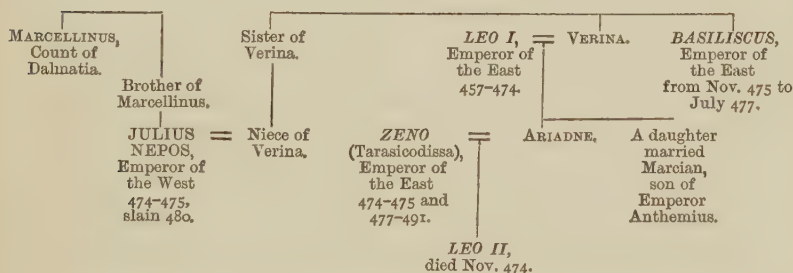 MARCELLINUS,
Count of
Dalmatia.
Brother of
Marcellinus.
JULIUS
NEPOS,
Emperor of
the West
474–475,
slain 480.
=
Sister of
Verina.
Niece of
Verina.
LEO I,
Emperor of
the East
457–474.
=
VERINA.
BASILISCUS,
Emperor of
the East
from Nov. 475 to
July 477.
ZENO
(Tarasicodissa),
Emperor of
the East
474–475 and
477–491.
=
ARIADNE.
A daughter
married
Marcian,
son of
Emperor
Anthemius.
LEO II,
died Nov. 474.